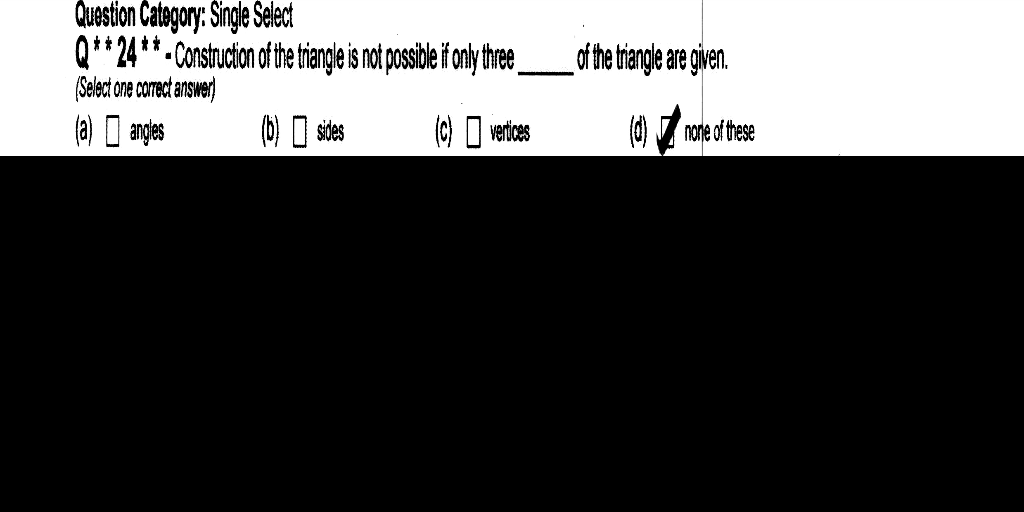 Question Category: Single Select
Q * * 24 * * - Construction of the triangle is not possible if only three ______ of the triangle are given.
(Select one correct answer)
(a) ☐ angles (b) ☐ sides (c) ☐ vertices (d) ☑ none of these